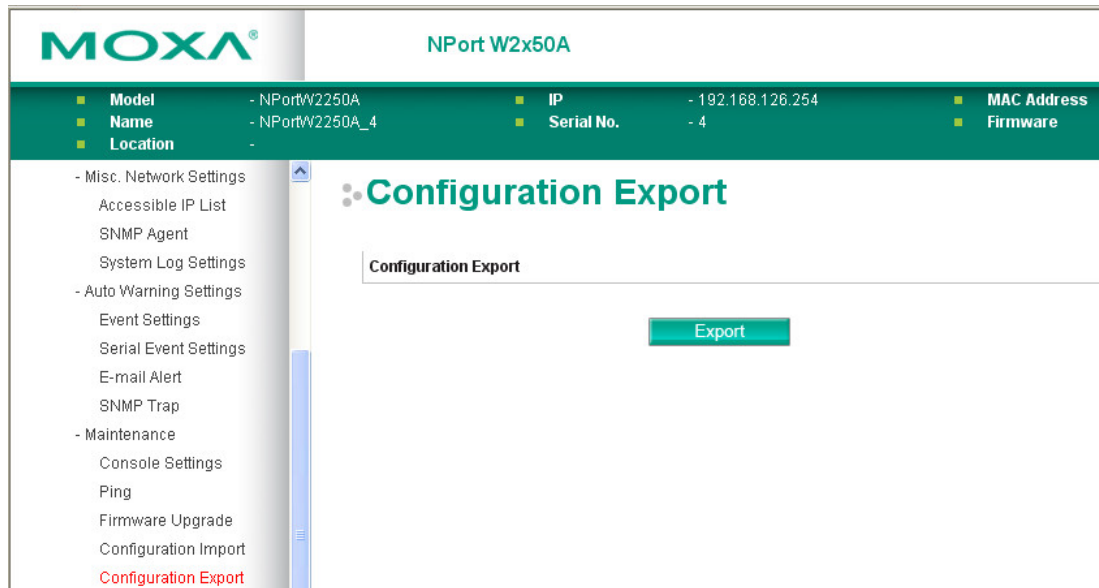 MOXA®
NPort W2x50A
Model - NPortW2250A IP - 192.168.126.254 MAC Address
Name - NPortW2250A_4 Serial No. - 4 Firmware
Location -
- Misc. Network Settings
Accessible IP List
SNMP Agent
System Log Settings
- Auto Warning Settings
Event Settings
Serial Event Settings
E-mail Alert
SNMP Trap
- Maintenance
Console Settings
Ping
Firmware Upgrade
Configuration Import
Configuration Export
Configuration Export
Configuration Export
Export